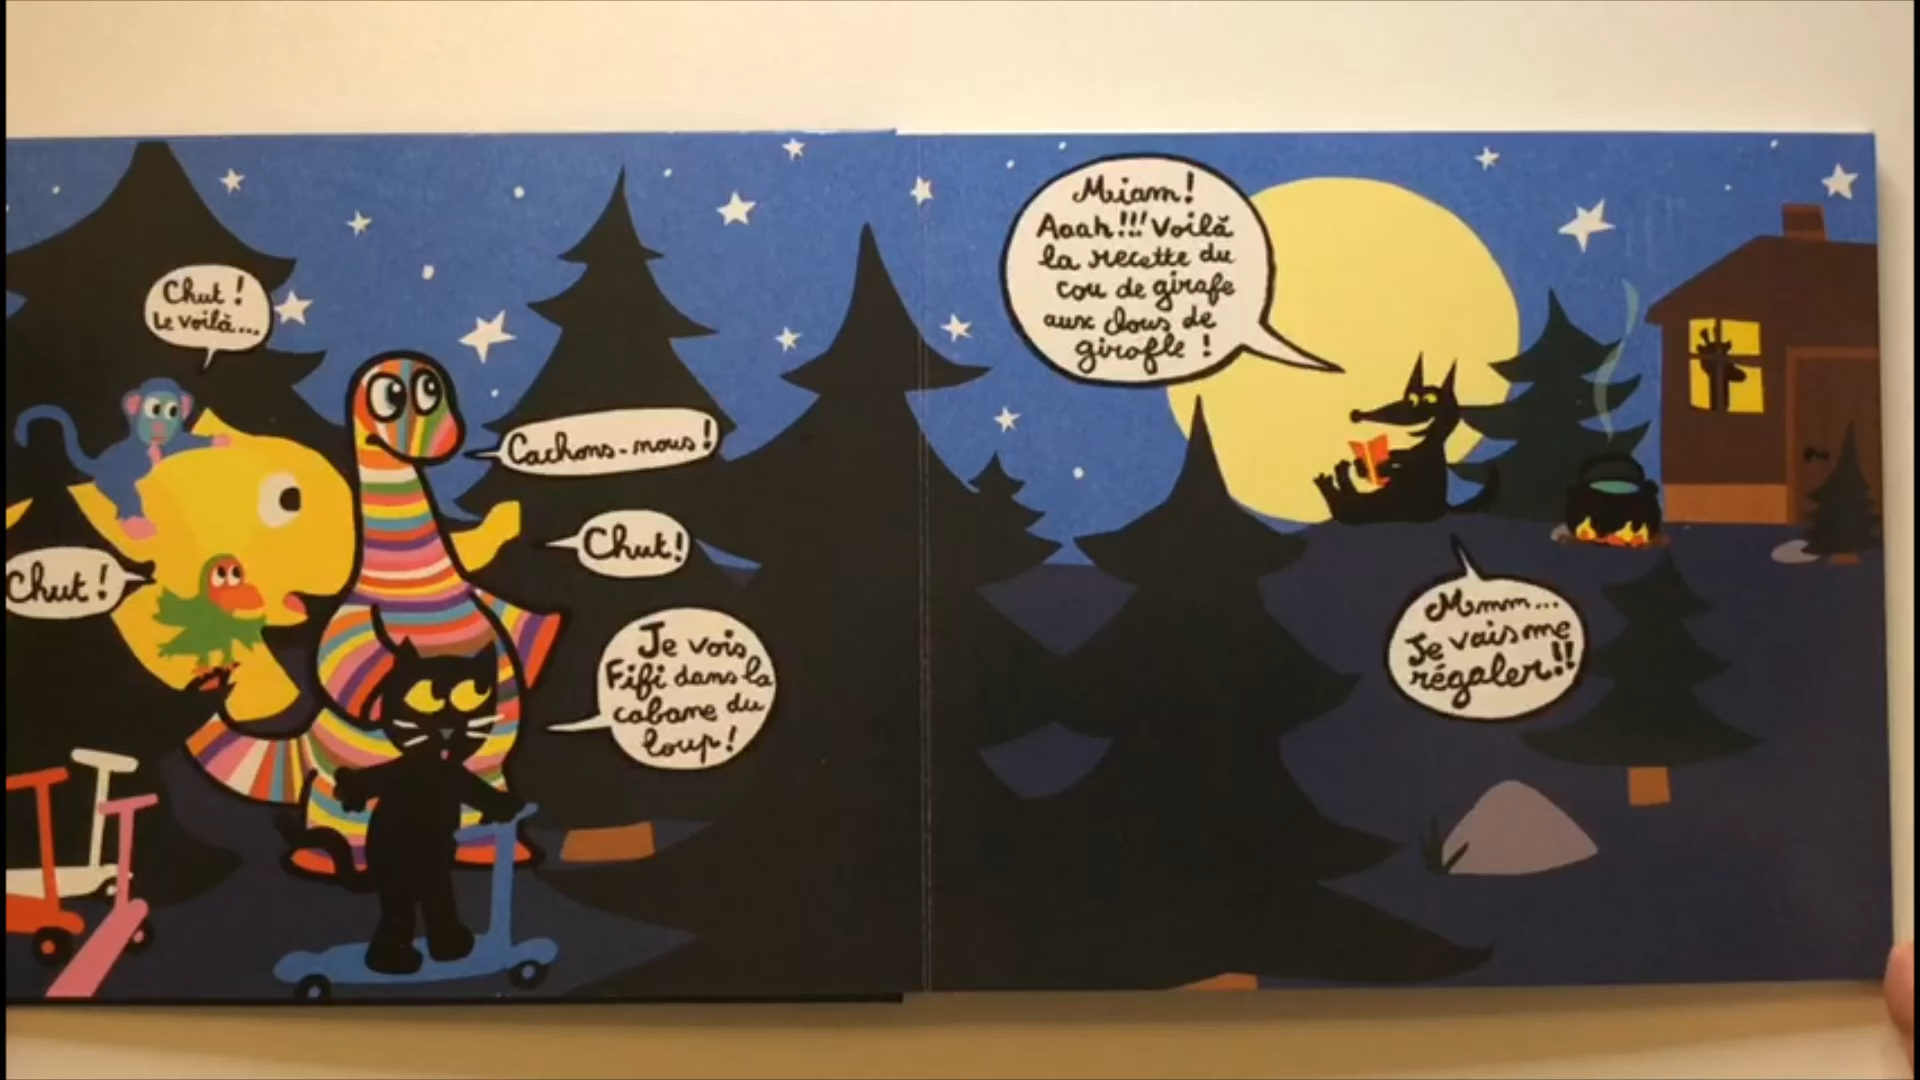 Chut !
Le voilà...
Cachons-nous !
Chut !
Chut !
Je vois
Fifi dans la
cabane du
loup !
Miam !
Aaah !!! Voilà
la recette du
cou de girafe
aux clous de
girofle !
Mmm...
Je vais me
régaler !!